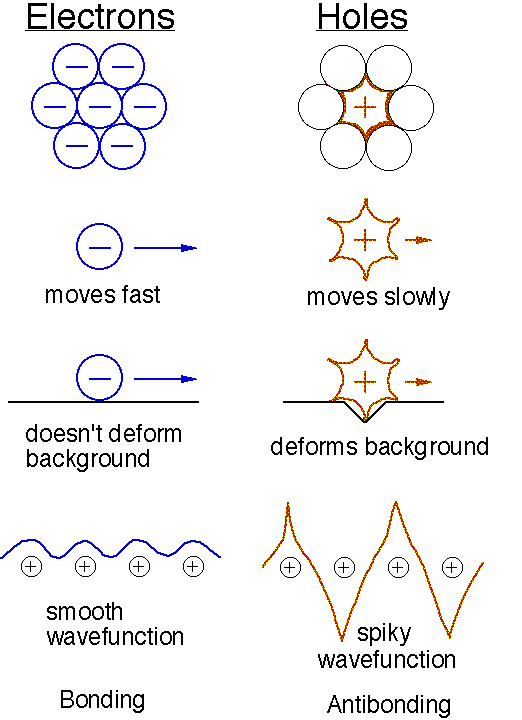 Electrons
Holes
moves fast
moves slowly
doesn't deform
background
deforms background
smooth
wavefunction
spiky
wavefunction
Bonding
Antibonding